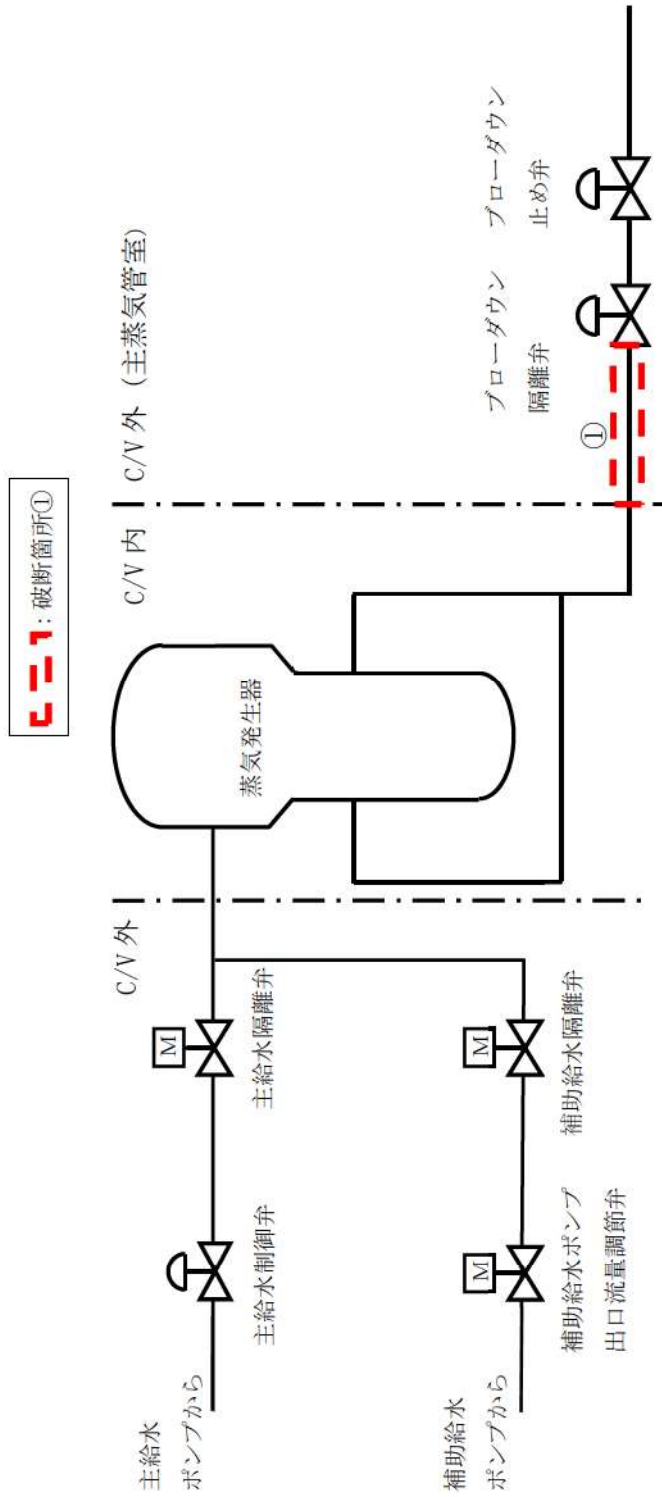 ：破断箇所①
C/V 外
C/V 内
C/V 外（主蒸気管室）
主給水
ポンプから
主給水制御弁
M
主給水隔離弁
蒸気発生器
補助給水
ポンプから
M
補助給水ポンプ
出口流量調節弁
M
補助給水隔離弁
①
ブローダウン
隔離弁
ブローダウン
止め弁